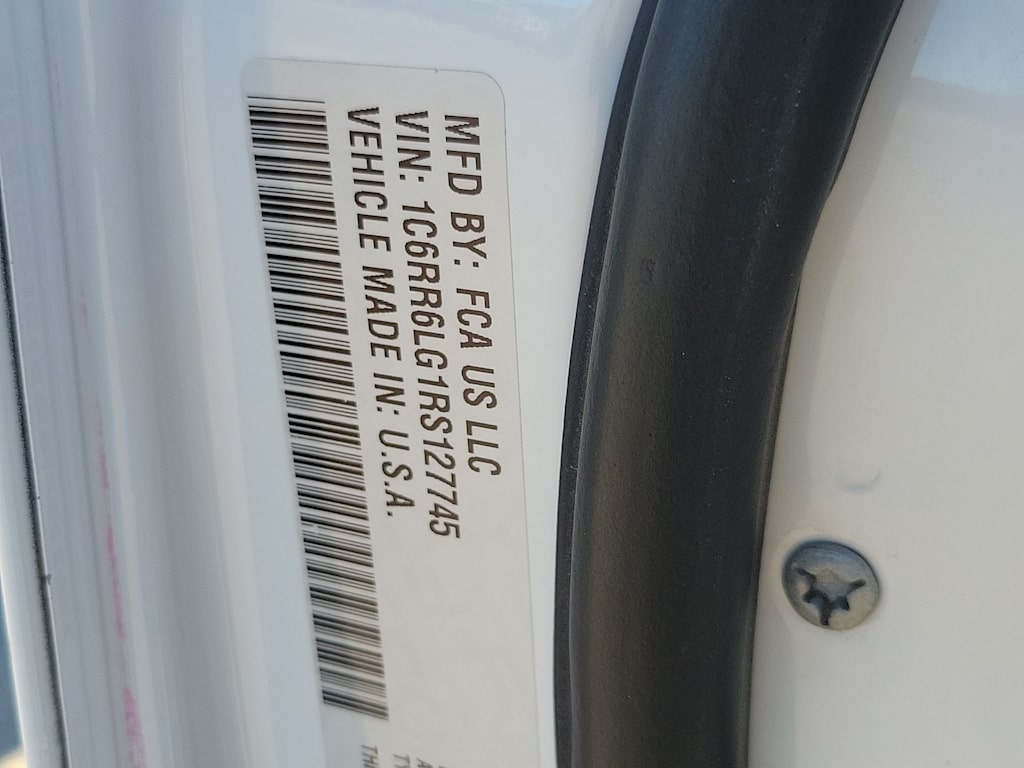 MFD BY: FCA US LLC
VIN: 1C6RR6LG1RS127745
VEHICLE MADE IN: U.S.A.